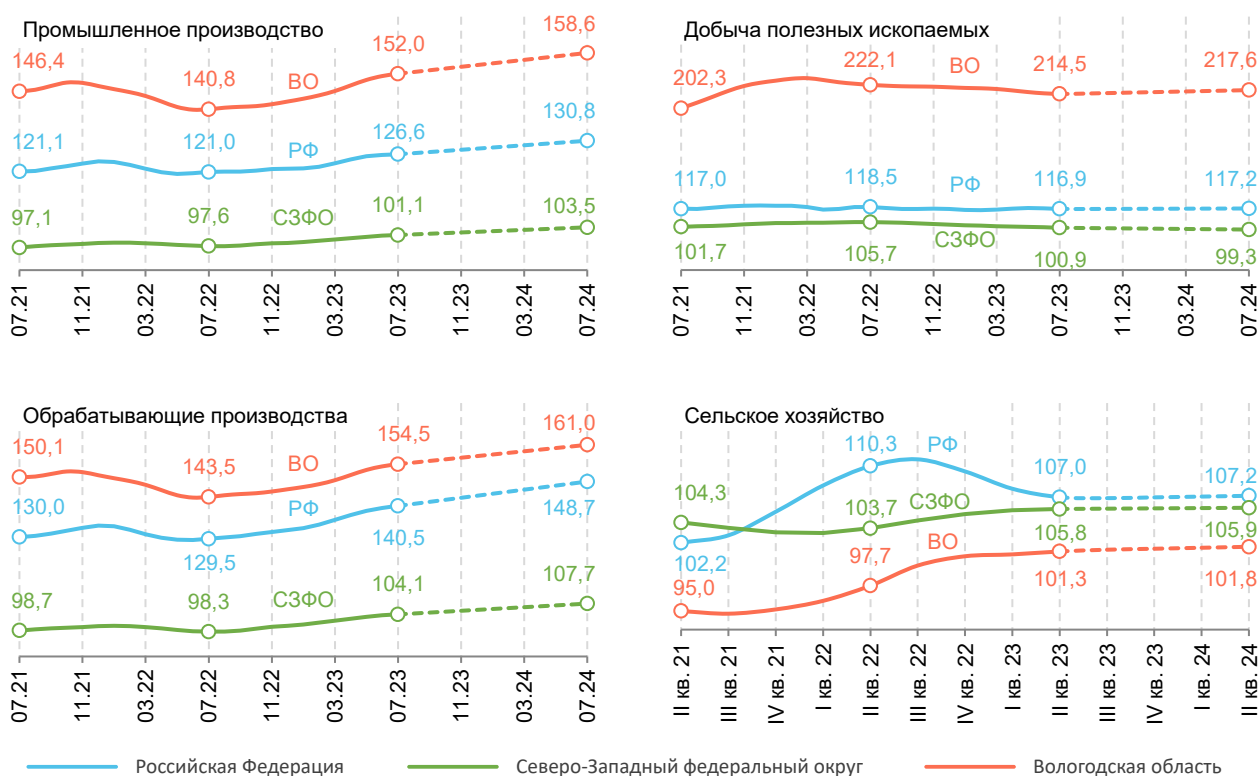 Промышленное производство
146,4
140,8
ВО
152,0
158,6
121,1
121,0
РФ
126,6
130,8
97,1
97,6
СЗФО
101,1
103,5
07.21
11.21
03.22
07.22
11.22
03.23
07.23
11.23
03.24
07.24
Добыча полезных ископаемых
202,3
222,1
ВО
214,5
217,6
117,0
118,5
РФ
116,9
117,2
101,7
105,7
СЗФО
100,9
99,3
07.21
11.21
03.22
07.22
11.22
03.23
07.23
11.23
03.24
07.24
Обрабатывающие производства
150,1
143,5
ВО
154,5
161,0
130,0
129,5
РФ
140,5
148,7
98,7
98,3
СЗФО
104,1
107,7
07.21
11.21
03.22
07.22
11.22
03.23
07.23
11.23
03.24
07.24
Сельское хозяйство
110,3
РФ
107,0
107,2
104,3
103,7
СЗФО
105,8
105,9
102,2
95,0
97,7
ВО
101,3
101,8
II кв. 21
III кв. 21
IV кв. 21
I кв. 22
II кв. 22
III кв. 22
IV кв. 22
I кв. 23
II кв. 23
III кв. 23
IV кв. 23
I кв. 24
II кв. 24
Российская Федерация
Северо-Западный федеральный округ
Вологодская область